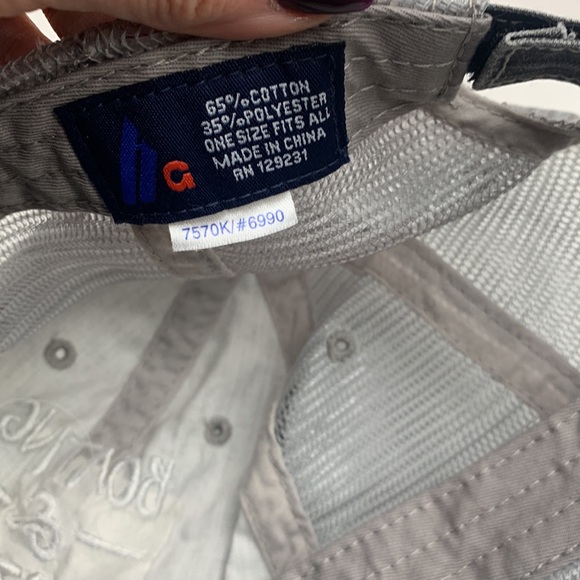 65% COTTON
35% POLYESTER
ONE SIZE FITS ALL
MADE IN CHINA
RN 129231
h G
7570K/#6990